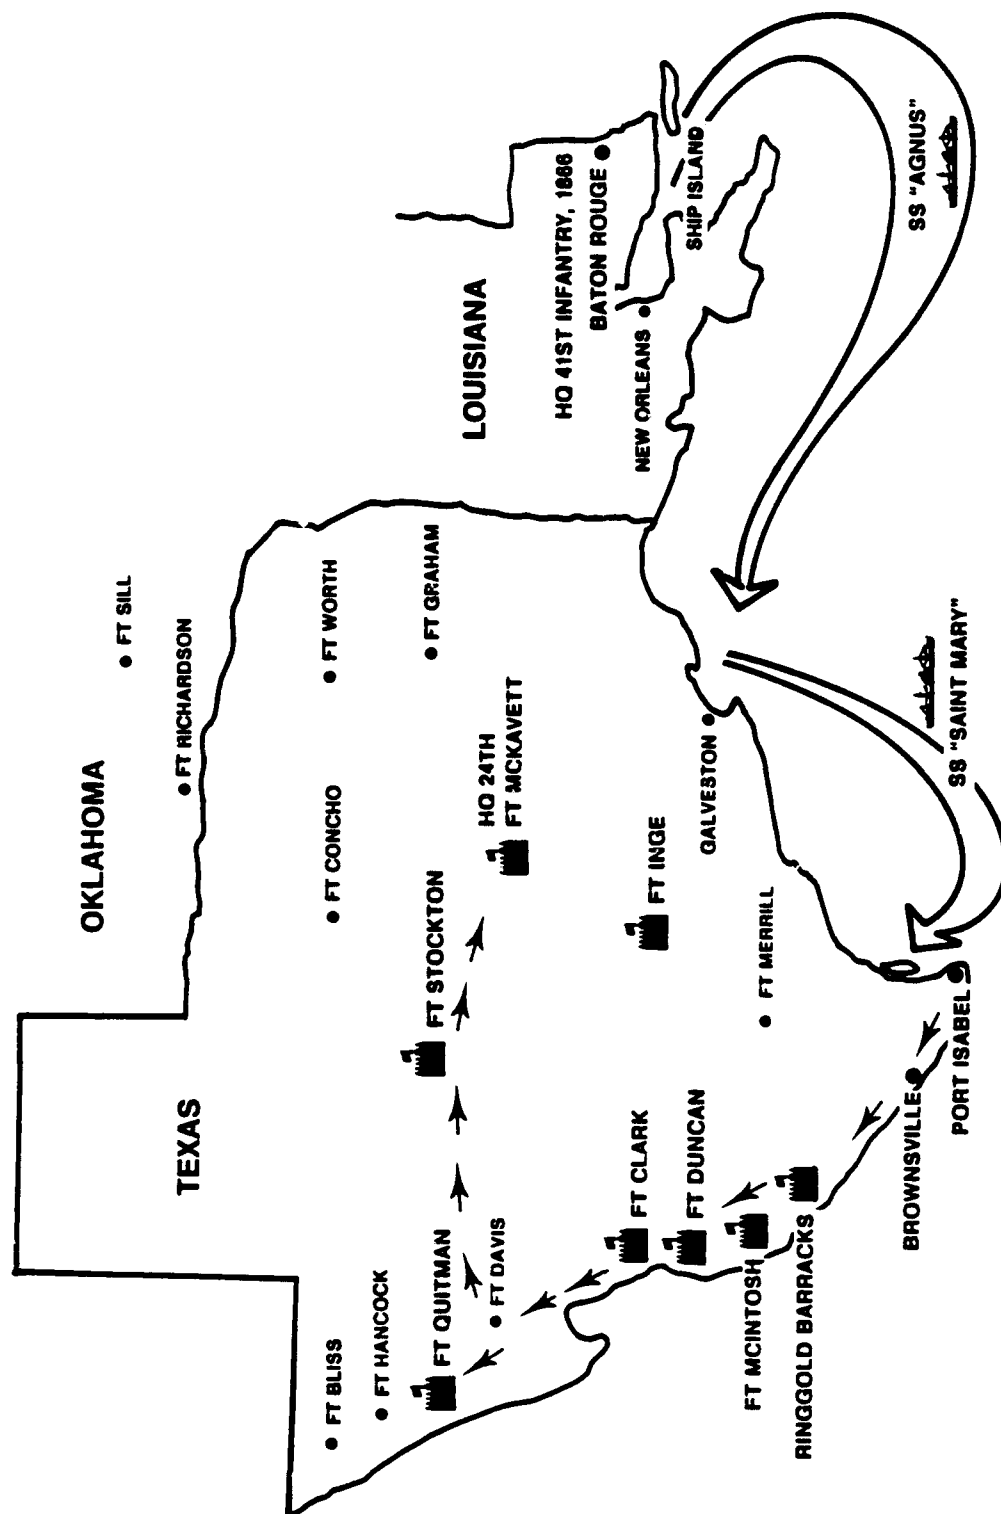 OKLAHOMA
FT SILL
FT RICHARDSON
TEXAS
FT BLISS
FT HANCOCK
FT QUITMAN
FT DAVIS
FT STOCKTON
FT CONCHO
HQ 24TH
FT MCKAVETT
FT WORTH
FT GRAHAM
LOUISIANA
HQ 41ST INFANTRY, 1866
BATON ROUGE
NEW ORLEANS
SHIP ISLAND
SS "AGNUS"
FT CLARK
FT DUNCAN
FT MCINTOSH
RINGGOLD BARRACKS
FT INGE
FT MERRILL
GALVESTON
BROWNSVILLE
PORT ISABEL
SS "SAINT MARY"